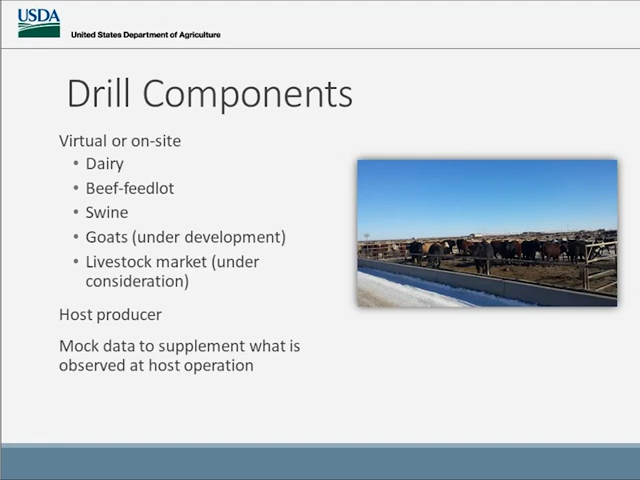 USDA
United States Department of Agriculture
Drill Components
Virtual or on-site
• Dairy
• Beef-feedlot
• Swine
• Goats (under development)
• Livestock market (under
consideration)
Host producer
Mock data to supplement what is
observed at host operation